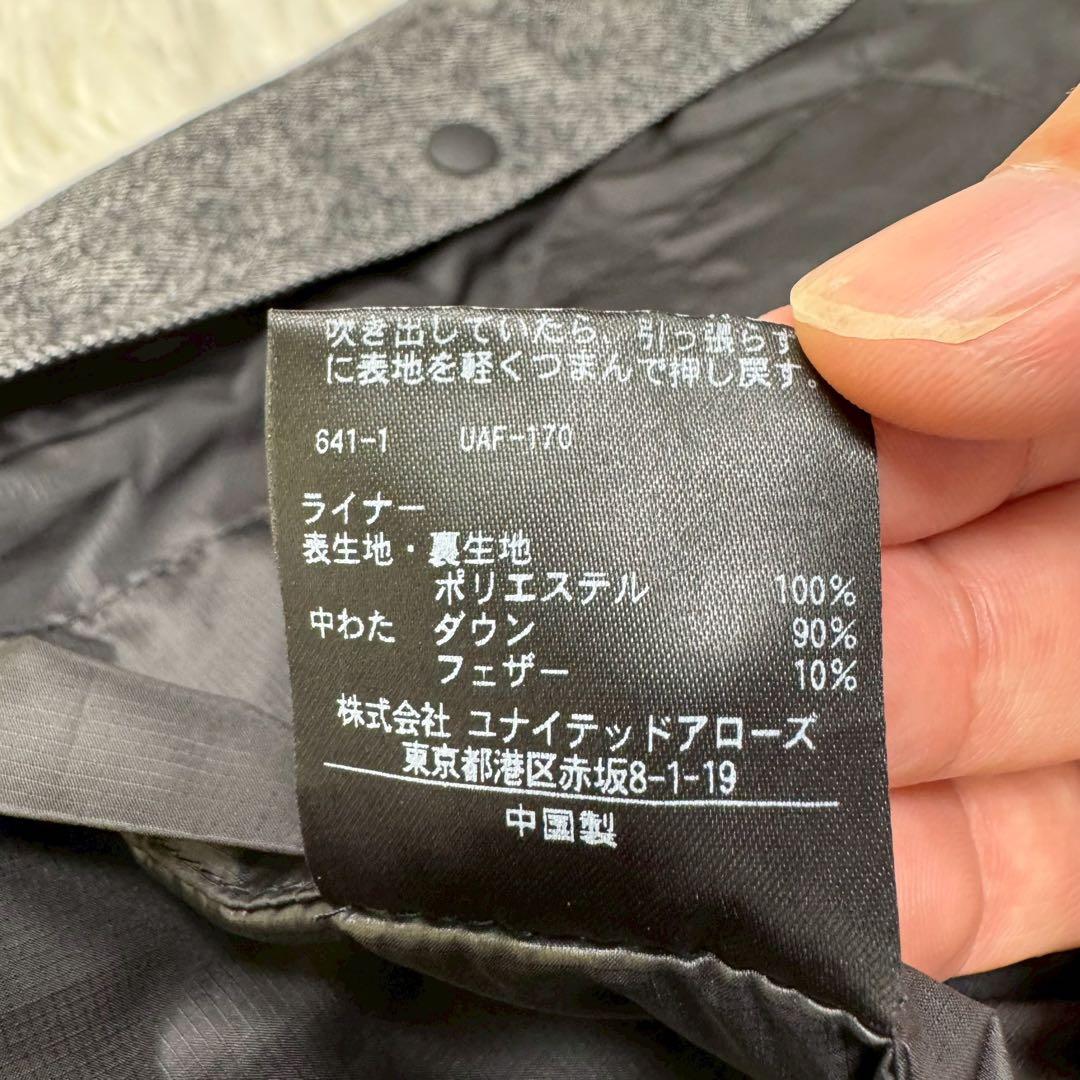 吹き出していたら、引っ張らず
に表地を軽くつまんで押し戻す。
641-1 UAF-170
ライナー
表生地・裏生地
ポリエステル 100%
中わた ダウン 90%
フェザー 10%
株式会社 ユナイテッドアローズ
東京都港区赤坂8-1-19
中国製